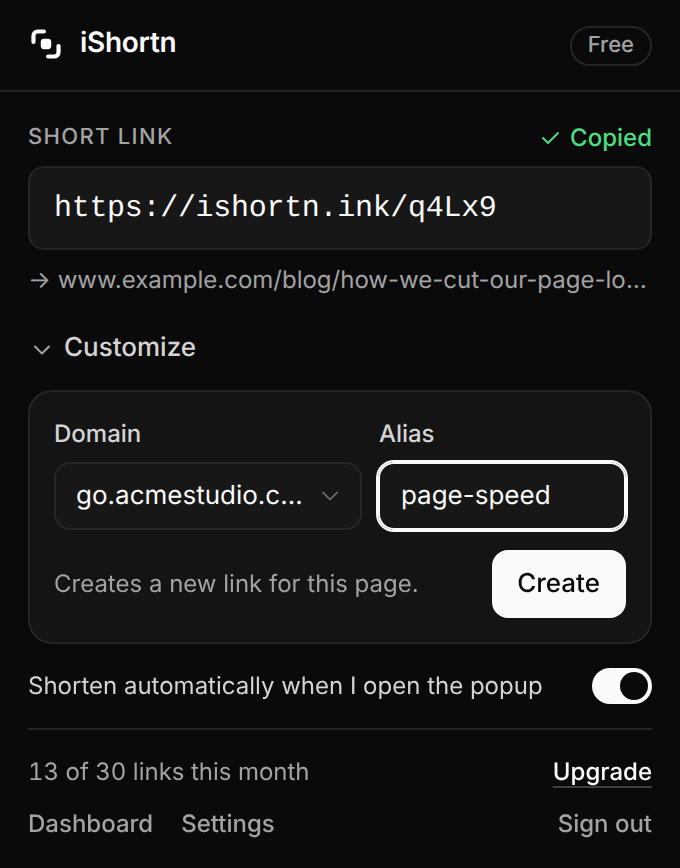 iShortn
Free
SHORT LINK
Copied
https://ishortn.ink/q4Lx9
→ www.example.com/blog/how-we-cut-our-page-lo...
Customize
Domain
Alias
go.acmestudio.c...
page-speed
Creates a new link for this page.
Create
Shorten automatically when I open the popup
13 of 30 links this month
Upgrade
Dashboard
Settings
Sign out